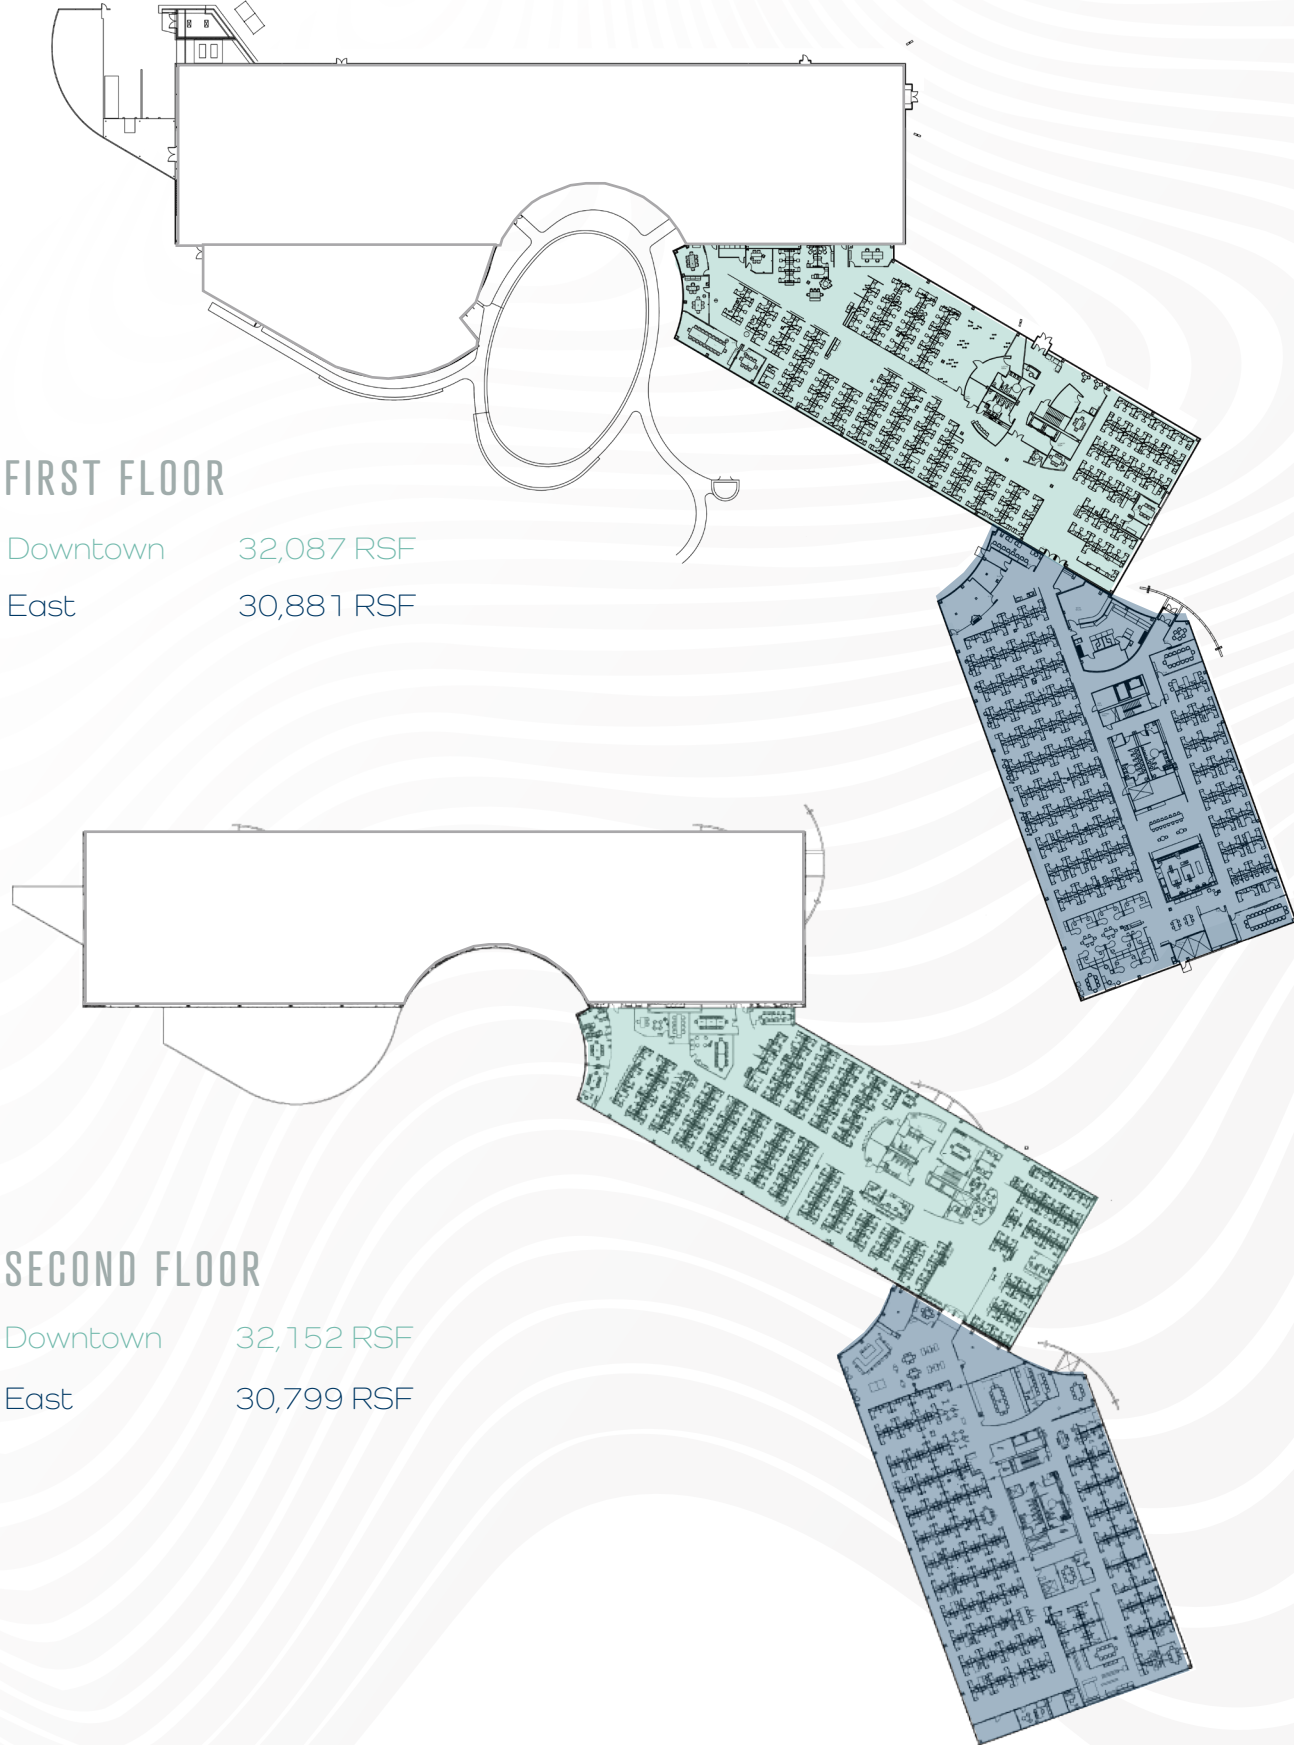 FIRST FLOOR
Downtown 32,087 RSF
East 30,881 RSF
SECOND FLOOR
Downtown 32,152 RSF
East 30,799 RSF